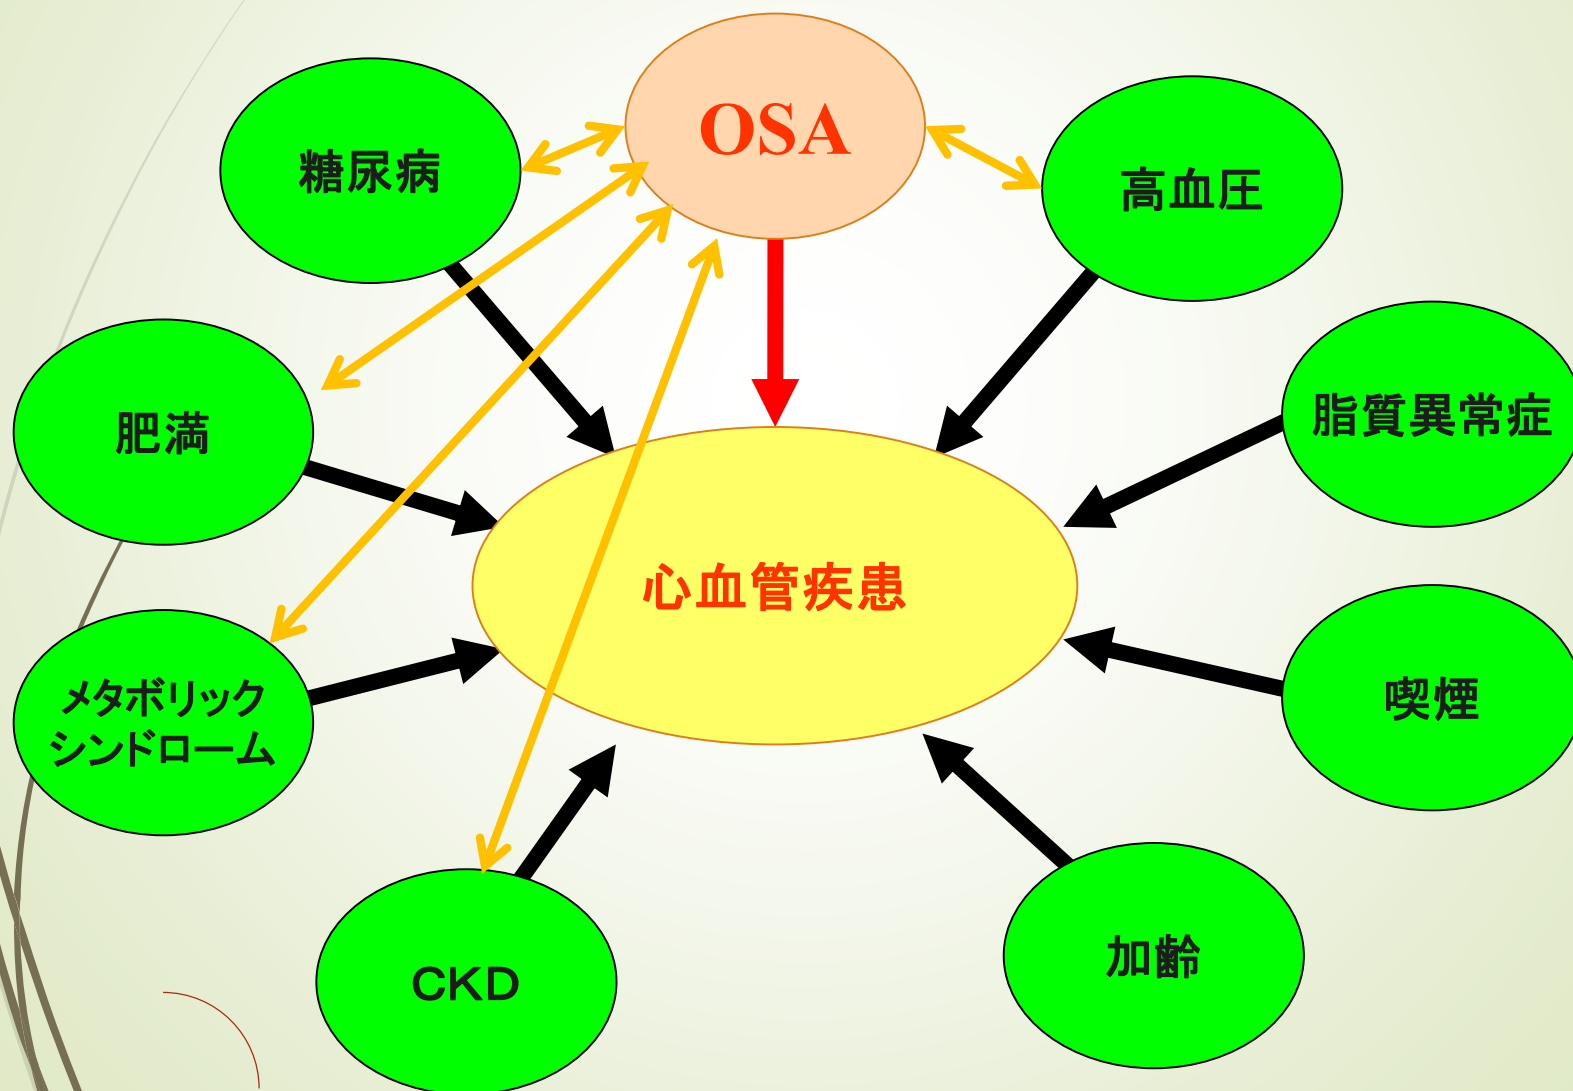 OSA
糖尿病
高血圧
肥満
脂質異常症
心血管疾患
メタボリック
シンドローム
喫煙
CKD
加齢